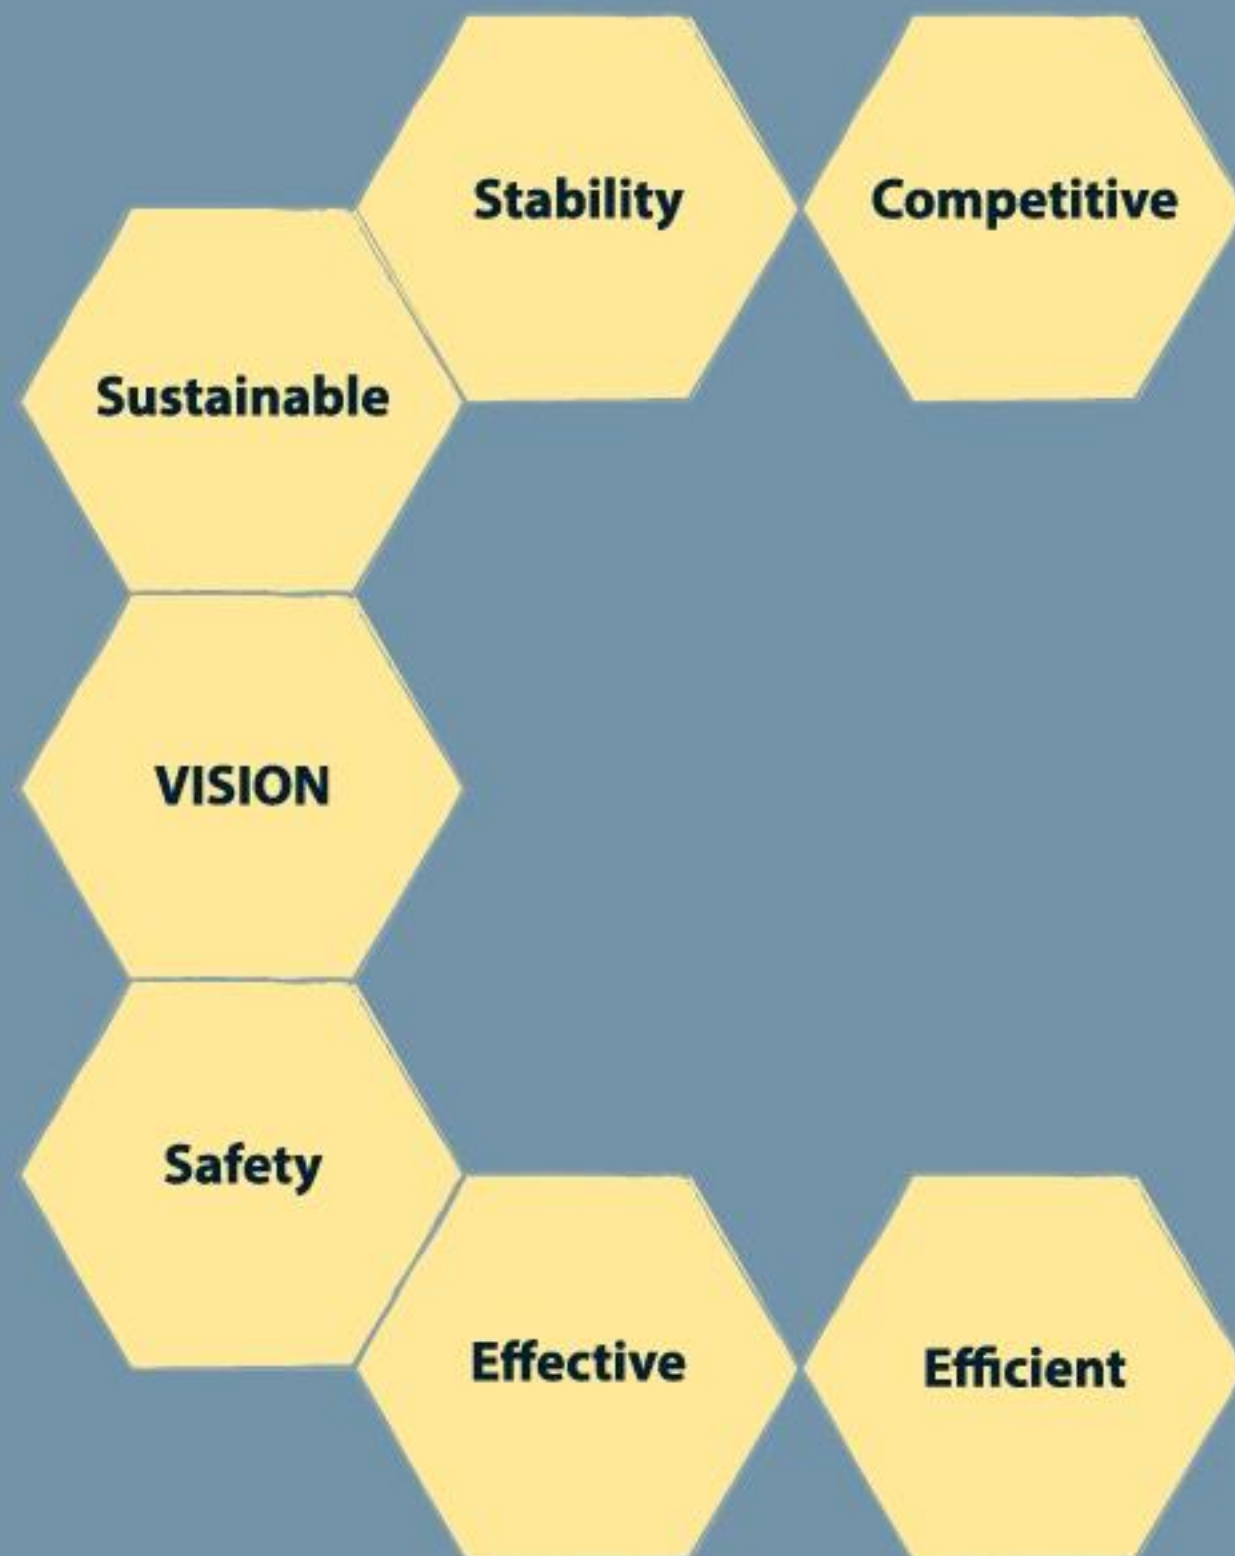 Stability
Competitive
Sustainable
VISION
Safety
Effective
Efficient